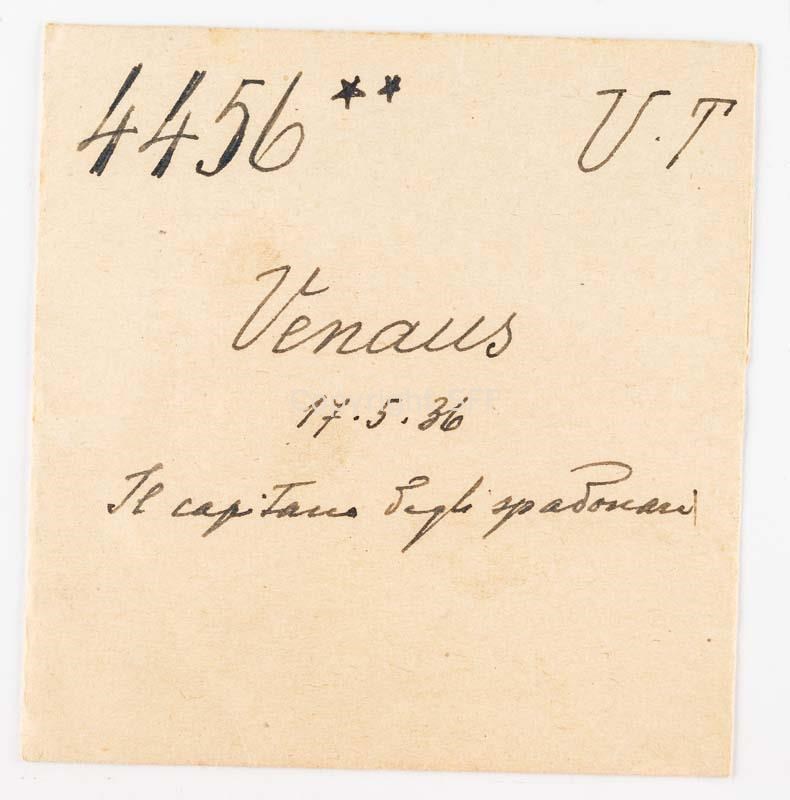 4456 ** U.T
Venaus
17.5.36
Il capitano degli spadonari